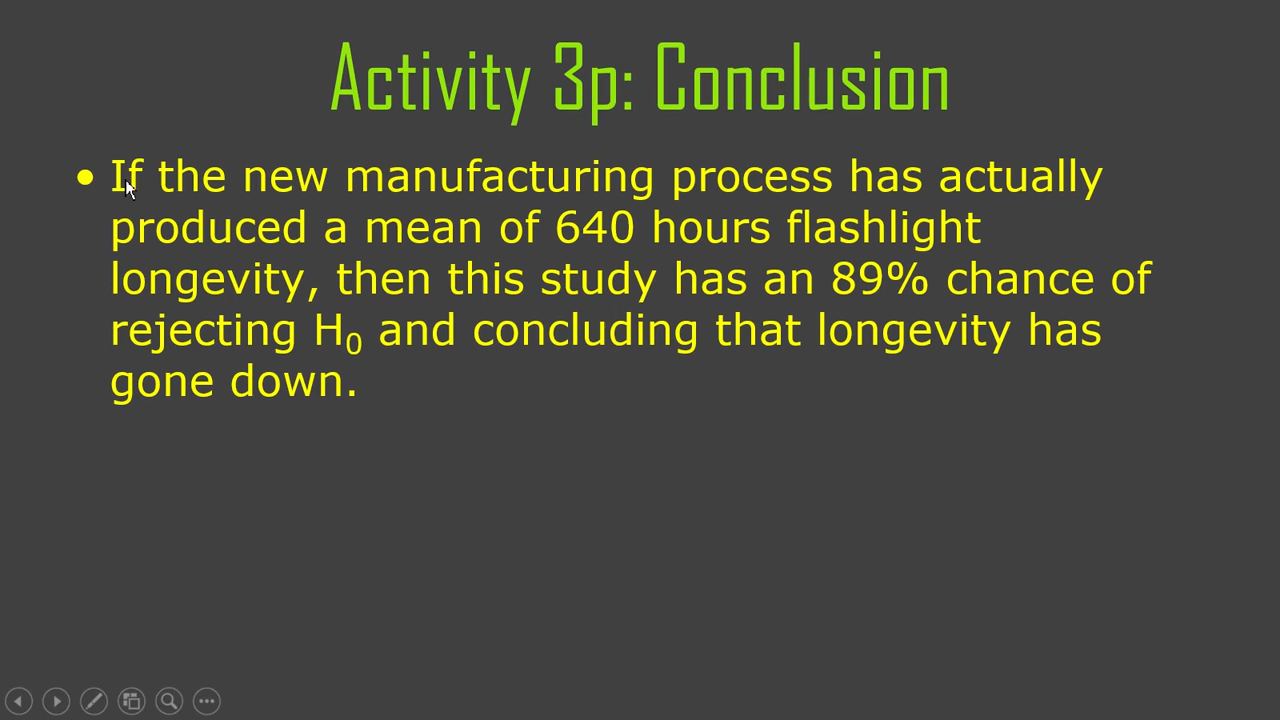 Activity 3p: Conclusion
• If the new manufacturing process has actually
produced a mean of 640 hours flashlight
longevity, then this study has an 89% chance of
rejecting H₀ and concluding that longevity has
gone down.